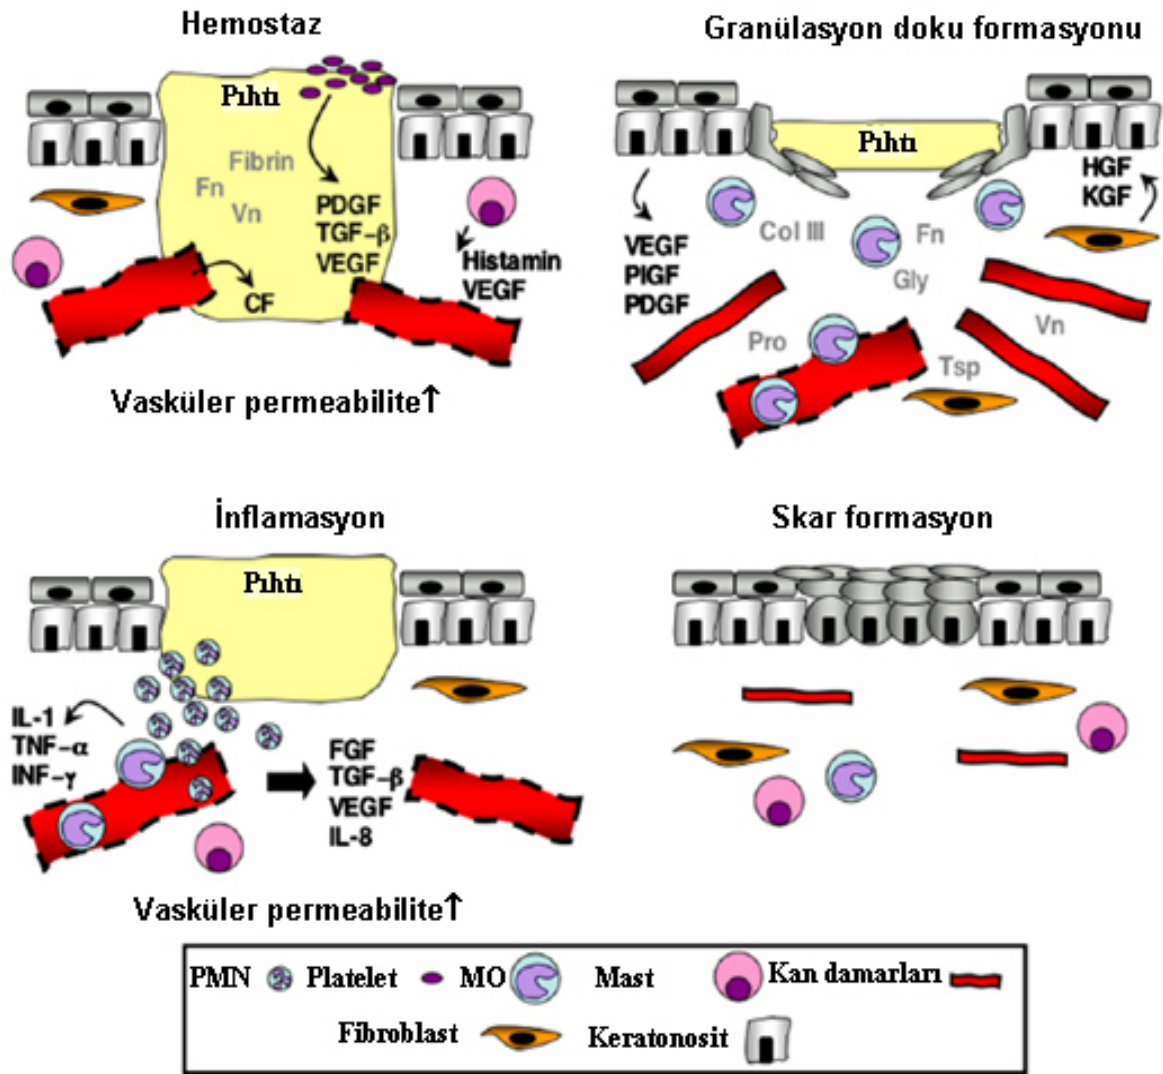 Hemostaz
Pıhtı
Fibrin
Fn
Vn
PDGF
TGF-β
VEGF
CF
Histamin
VEGF
Vasküler permeabilite↑
Granülasyon doku formasyonu
Pıhtı
HGF
KGF
VEGF
PlGF
PDGF
Col III
Fn
Gly
Pro
Vn
Tsp
İnflamasyon
Pıhtı
IL-1
TNF-α
INF-γ
FGF
TGF-β
VEGF
IL-8
Vasküler permeabilite↑
Skar formasyon
PMN Platelet MO Mast Kan damarları
Fibroblast Keratonosit